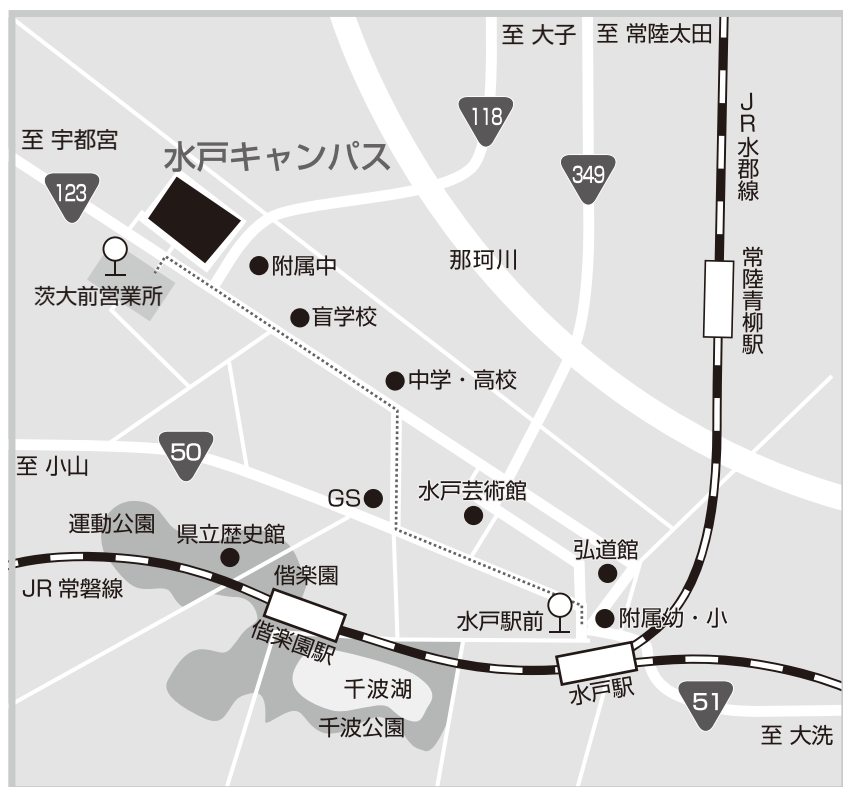 至 大子
至 常陸太田
118
JR水郡線
至 宇都宮
水戸キャンパス
349
123
附属中
那珂川
常陸青柳駅
茨大前営業所
盲学校
中学・高校
50
至 小山
水戸芸術館
GS
運動公園
県立歴史館
弘道館
JR 常磐線
偕楽園
水戸駅前
附属幼・小
偕楽園駅
千波湖
水戸駅
51
千波公園
至 大洗